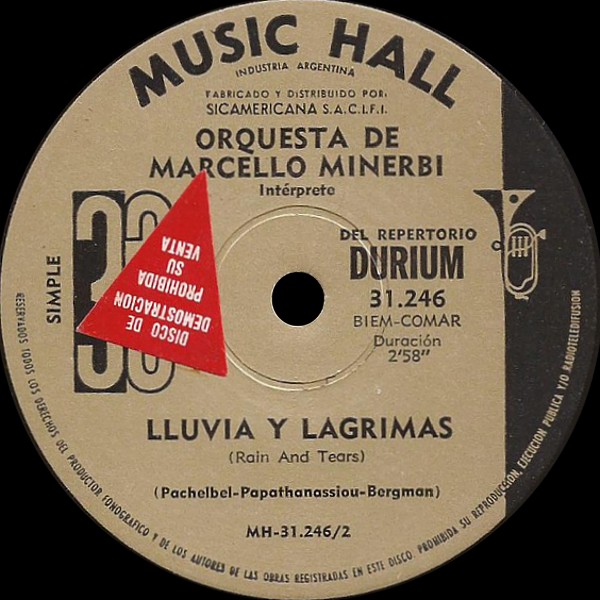 MUSIC HALL
INDUSTRIA ARGENTINA
FABRICADO Y DISTRIBUIDO POR:
SICAMERICANA S.A.C.I.F.I.
ORQUESTA DE
MARCELLO MINERBI
Intérprete
SIMPLE
33
DISCO DE
DEMOSTRACION
PROHIBIDA
SU
VENTA
DEL REPERTORIO
DURIUM
31.246
BIEM-COMAR
Duración
2'58"
LLUVIA Y LAGRIMAS
(Rain And Tears)
(Pachelbel-Papathanassiou-Bergman)
MH-31.246/2
RESERVADOS TODOS LOS DERECHOS DEL PRODUCTOR FONOGRAFICO Y DE LOS AUTORES DE LAS OBRAS REGISTRADAS EN ESTE DISCO. PROHIBIDA SU REPRODUCCION, EJECUCION PUBLICA Y/O RADIOTELEDIFUSION